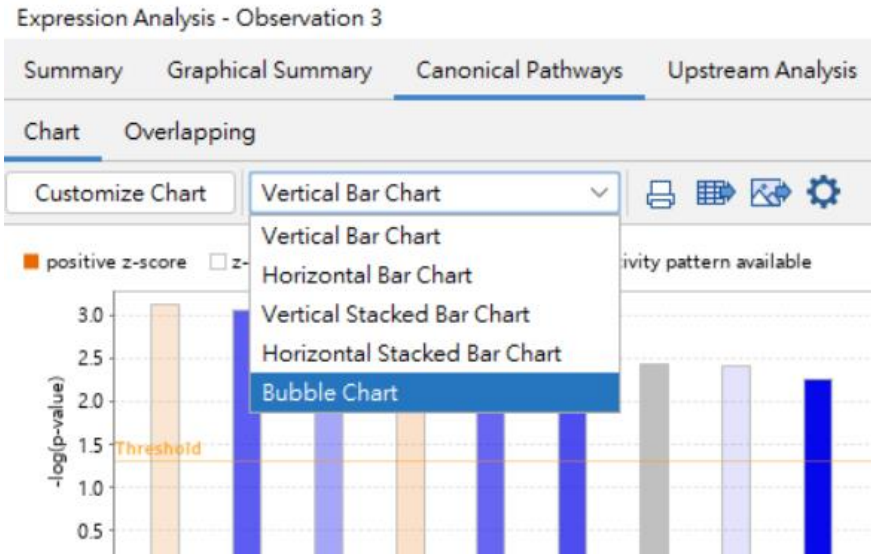 Expression Analysis - Observation 3
Summary Graphical Summary Canonical Pathways Upstream Analysis
Chart Overlapping
Customize Chart Vertical Bar Chart
Vertical Bar Chart
positive z-score z- ivity pattern available
Horizontal Bar Chart
Vertical Stacked Bar Chart
Horizontal Stacked Bar Chart
Bubble Chart
-log(p-value)
3.0
2.5
2.0
1.5
Threshold
1.0
0.5